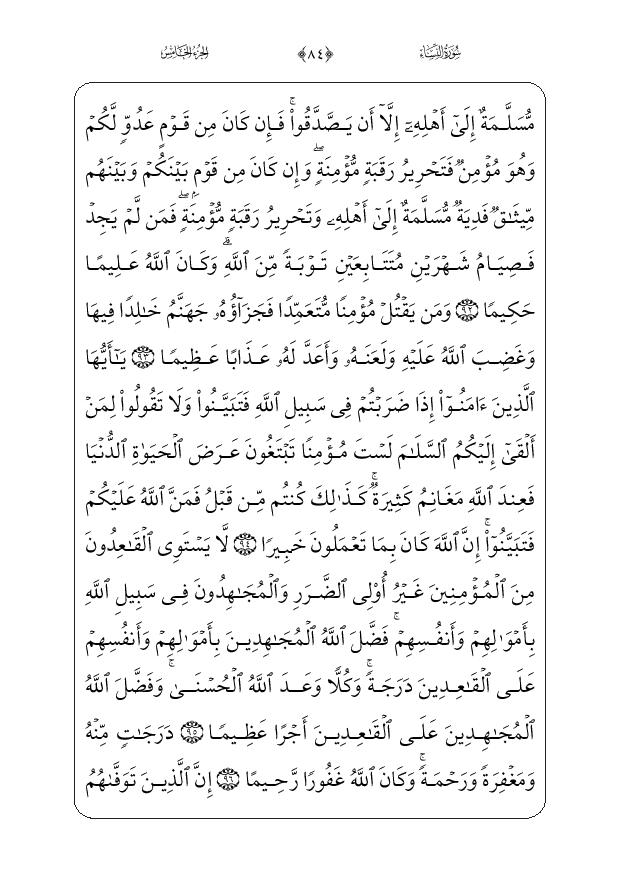 سُورَةُ النِّسَاءِ ﴿٨٤﴾ الجُزْءُ الخَامِسُ
مُّسَلَّمَةٌ إِلَىٰٓ أَهۡلِهِۦٓ إِلَّآ أَن يَصَّدَّقُواْۚ فَإِن كَانَ مِن قَوۡمٍ عَدُوّٖ لَّكُمۡ
وَهُوَ مُؤۡمِنٞ فَتَحۡرِيرُ رَقَبَةٖ مُّؤۡمِنَةٖۖ وَإِن كَانَ مِن قَوۡمِۭ بَيۡنَكُمۡ وَبَيۡنَهُم
مِّيثَٰقٞ فَدِيَةٞ مُّسَلَّمَةٌ إِلَىٰٓ أَهۡلِهِۦ وَتَحۡرِيرُ رَقَبَةٖ مُّؤۡمِنَةٖۖ فَمَن لَّمۡ يَجِدۡ
فَصِيَامُ شَهۡرَيۡنِ مُتَتَابِعَيۡنِ تَوۡبَةٗ مِّنَ ٱللَّهِۗ وَكَانَ ٱللَّهُ عَلِيمًا
حَكِيمٗا ٩٢ وَمَن يَقۡتُلۡ مُؤۡمِنٗا مُّتَعَمِّدٗا فَجَزَآؤُهُۥ جَهَنَّمُ خَٰلِدٗا فِيهَا
وَغَضِبَ ٱللَّهُ عَلَيۡهِ وَلَعَنَهُۥ وَأَعَدَّ لَهُۥ عَذَابًا عَظِيمٗا ٩٣ يَٰٓأَيُّهَا
ٱلَّذِينَ ءَامَنُوٓاْ إِذَا ضَرَبۡتُمۡ فِي سَبِيلِ ٱللَّهِ فَتَبَيَّنُواْ وَلَا تَقُولُواْ لِمَنۡ
أَلۡقَىٰٓ إِلَيۡكُمُ ٱلسَّلَٰمَ لَسۡتَ مُؤۡمِنٗا تَبۡتَغُونَ عَرَضَ ٱلۡحَيَوٰةِ ٱلدُّنۡيَا
فَعِندَ ٱللَّهِ مَغَانِمُ كَثِيرَةٞۚ كَذَٰلِكَ كُنتُم مِّن قَبۡلُ فَمَنَّ ٱللَّهُ عَلَيۡكُمۡ
فَتَبَيَّنُوٓاْۚ إِنَّ ٱللَّهَ كَانَ بِمَا تَعۡمَلُونَ خَبِيرٗا ٩٤ لَّا يَسۡتَوِي ٱلۡقَٰعِدُونَ
مِنَ ٱلۡمُؤۡمِنِينَ غَيۡرُ أُوْلِي ٱلضَّرَرِ وَٱلۡمُجَٰهِدُونَ فِي سَبِيلِ ٱللَّهِ
بِأَمۡوَٰلِهِمۡ وَأَنفُسِهِمۡۚ فَضَّلَ ٱللَّهُ ٱلۡمُجَٰهِدِينَ بِأَمۡوَٰلِهِمۡ وَأَنفُسِهِمۡ
عَلَى ٱلۡقَٰعِدِينَ دَرَجَةٗۚ وَكُلّٗا وَعَدَ ٱللَّهُ ٱلۡحُسۡنَىٰۚ وَفَضَّلَ ٱللَّهُ
ٱلۡمُجَٰهِدِينَ عَلَى ٱلۡقَٰعِدِينَ أَجۡرًا عَظِيمٗا ٩٥ دَرَجَٰتٖ مِّنۡهُ
وَمَغۡفِرَةٗ وَرَحۡمَةٗۚ وَكَانَ ٱللَّهُ غَفُورٗا رَّحِيمًا ٩٦ إِنَّ ٱلَّذِينَ تَوَفَّىٰهُمُ